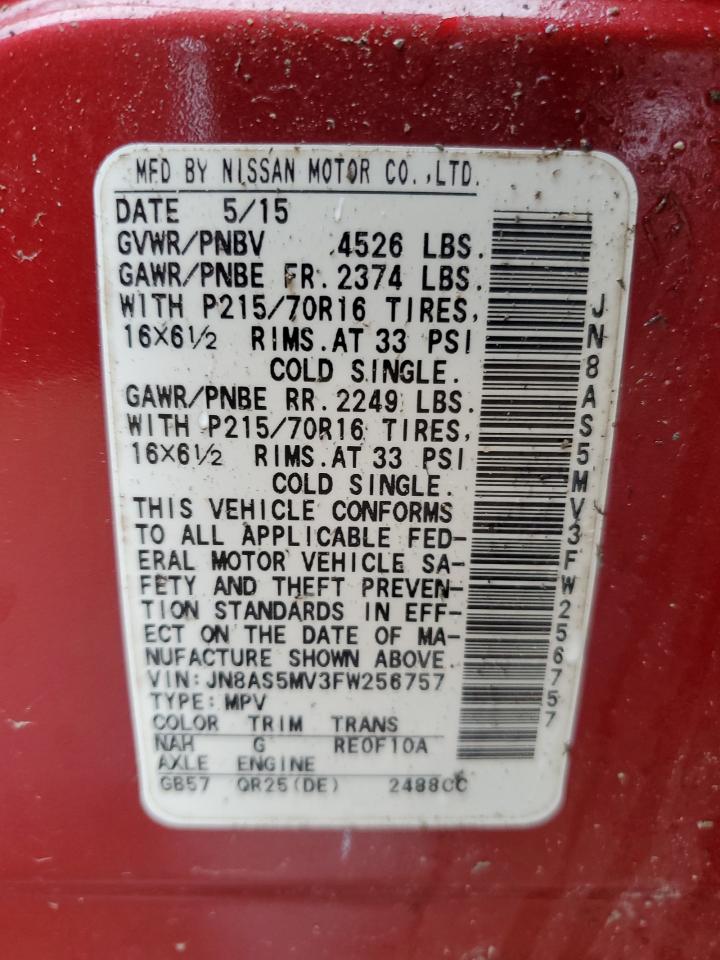 MFD BY NISSAN MOTOR CO.,LTD.
DATE 5/15
GVWR/PNBV 4526 LBS.
GAWR/PNBE FR. 2374 LBS.
WITH P215/70R16 TIRES,
16X6½ RIMS.AT 33 PSI
COLD SINGLE.
GAWR/PNBE RR. 2249 LBS.
WITH P215/70R16 TIRES,
16X6½ RIMS.AT 33 PSI
COLD SINGLE.
THIS VEHICLE CONFORMS
TO ALL APPLICABLE FED-
ERAL MOTOR VEHICLE SA-
FETY AND THEFT PREVEN-
TION STANDARDS IN EFF-
ECT ON THE DATE OF MA-
NUFACTURE SHOWN ABOVE.
VIN:JN8AS5MV3FW256757
TYPE:MPV
COLOR TRIM TRANS
NAH G RE0F10A
AXLE ENGINE
GB57 QR25(DE) 2488CC
JN8AS5MV3FW256757